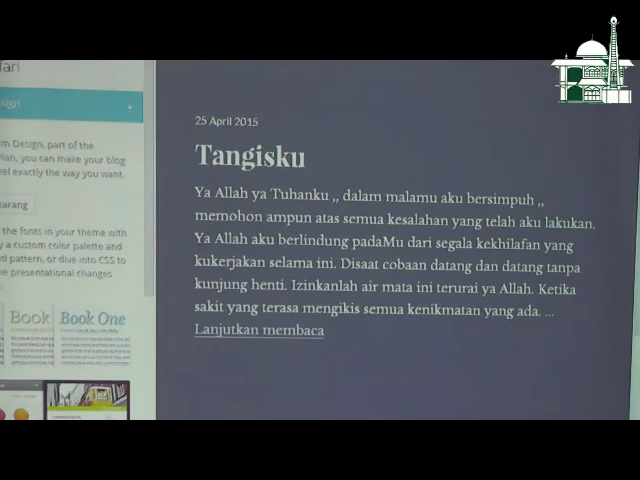 fari
esign
m Design, part of the
Plan, you can make your blog
eel exactly the way you want.
karang
the fonts in your theme with
y a custom color palette and
d pattern, or dive into CSS to
e presentational changes
Book
Book One
25 April 2015
Tangisku
Ya Allah ya Tuhanku ,, dalam malamu aku bersimpuh ,,
memohon ampun atas semua kesalahan yang telah aku lakukan.
Ya Allah aku berlindung padaMu dari segala kekhilafan yang
kukerjakan selama ini. Disaat cobaan datang dan datang tanpa
kunjung henti. Izinkanlah air mata ini terurai ya Allah. Ketika
sakit yang terasa mengikis semua kenikmatan yang ada. ...
Lanjutkan membaca